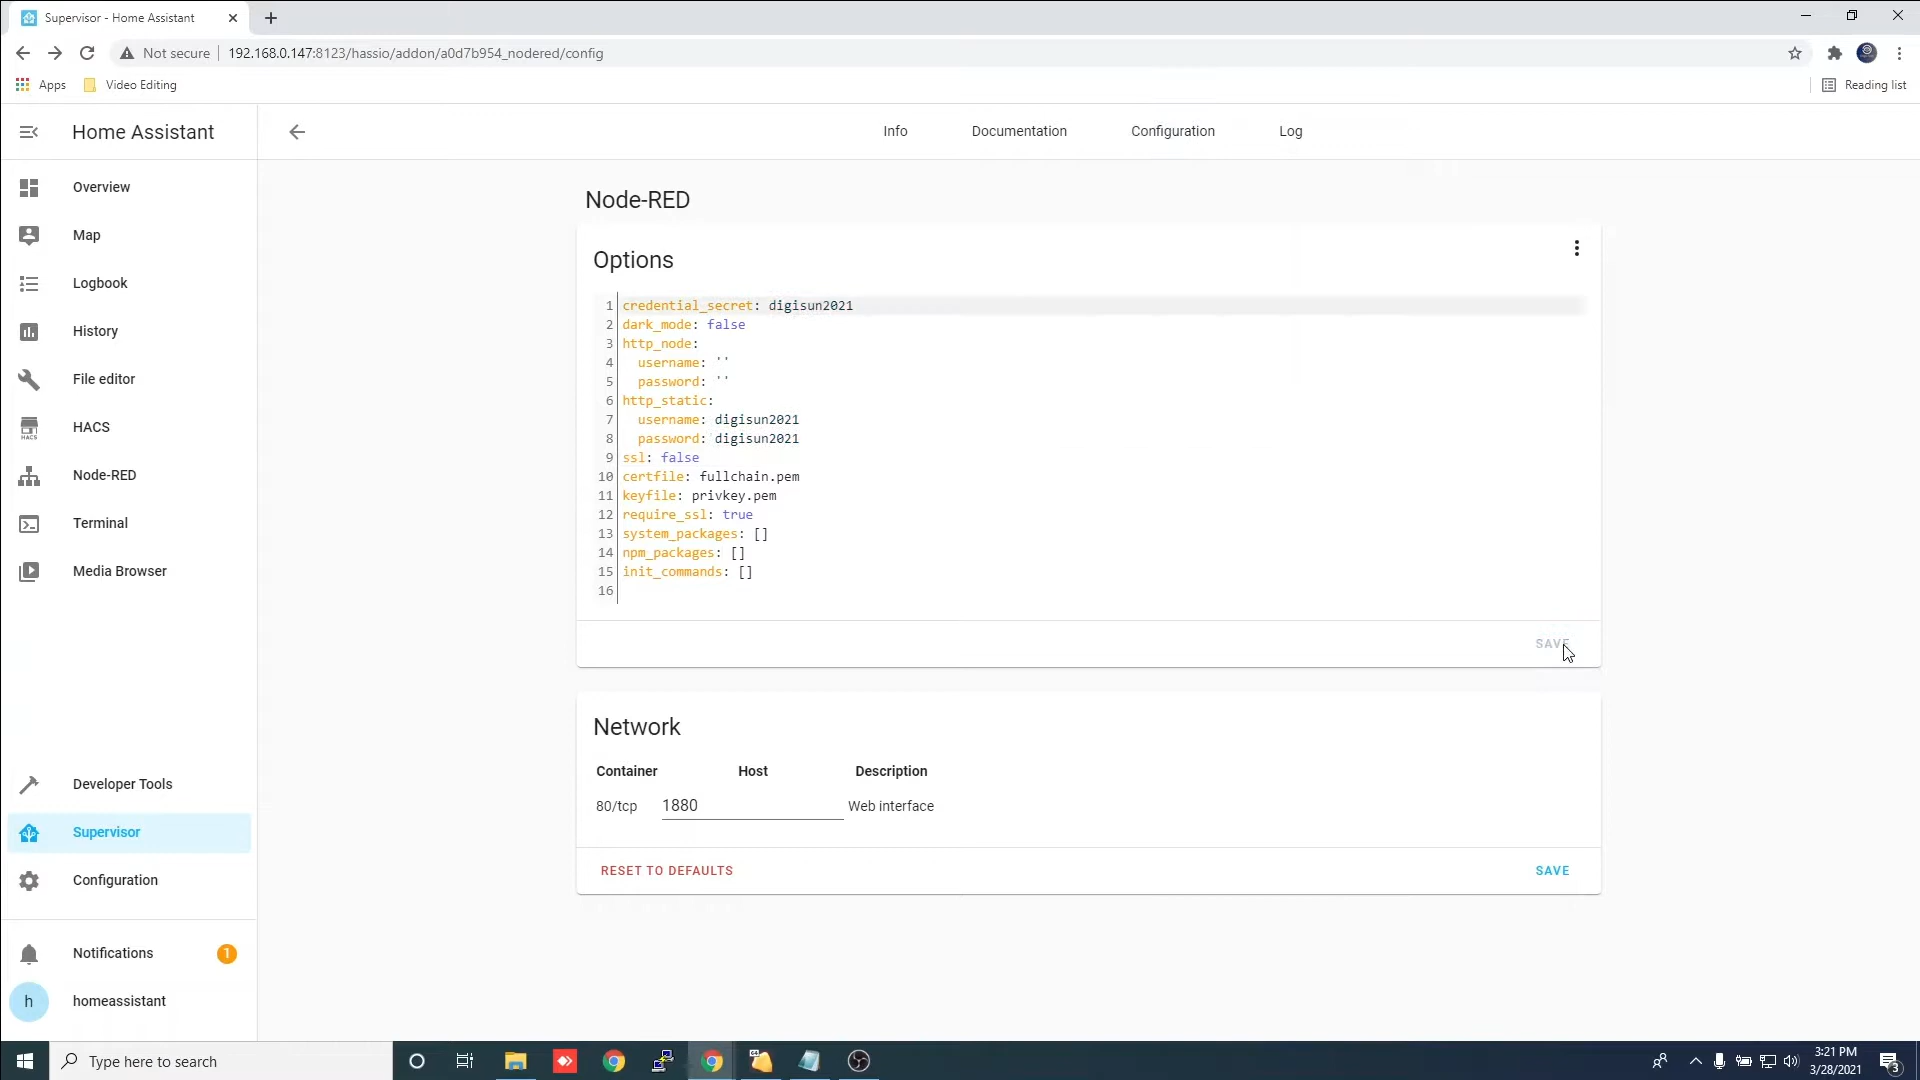 Supervisor - Home Assistant
Not secure
192.168.0.147:8123/hassio/addon/a0d7b954_nodered/config
Apps
Video Editing
Reading list
Home Assistant
Info
Documentation
Configuration
Log
Overview
Map
Logbook
History
File editor
HACS
HACS
Node-RED
Terminal
Media Browser
Developer Tools
Supervisor
Configuration
Notifications
1
h
homeassistant
Node-RED
Options
1 credential_secret: digisun2021
2 dark_mode: false
3 http_node:
4 username: ''
5 password: ''
6 http_static:
7 username: digisun2021
8 password: digisun2021
9 ssl: false
10 certfile: fullchain.pem
11 keyfile: privkey.pem
12 require_ssl: true
13 system_packages: []
14 npm_packages: []
15 init_commands: []
16
SAVE
Network
Container Host Description
80/tcp 1880 Web interface
RESET TO DEFAULTS
SAVE
Type here to search
64
3:21 PM
3/28/2021
3